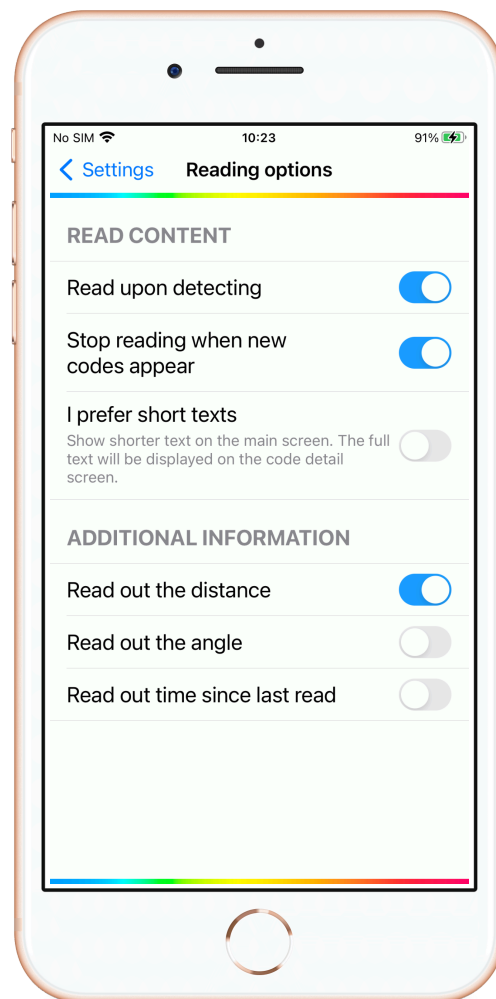 No SIM 10:23 91%
Settings Reading options
READ CONTENT
Read upon detecting
Stop reading when new
codes appear
I prefer short texts
Show shorter text on the main screen. The full
text will be displayed on the code detail
screen.
ADDITIONAL INFORMATION
Read out the distance
Read out the angle
Read out time since last read